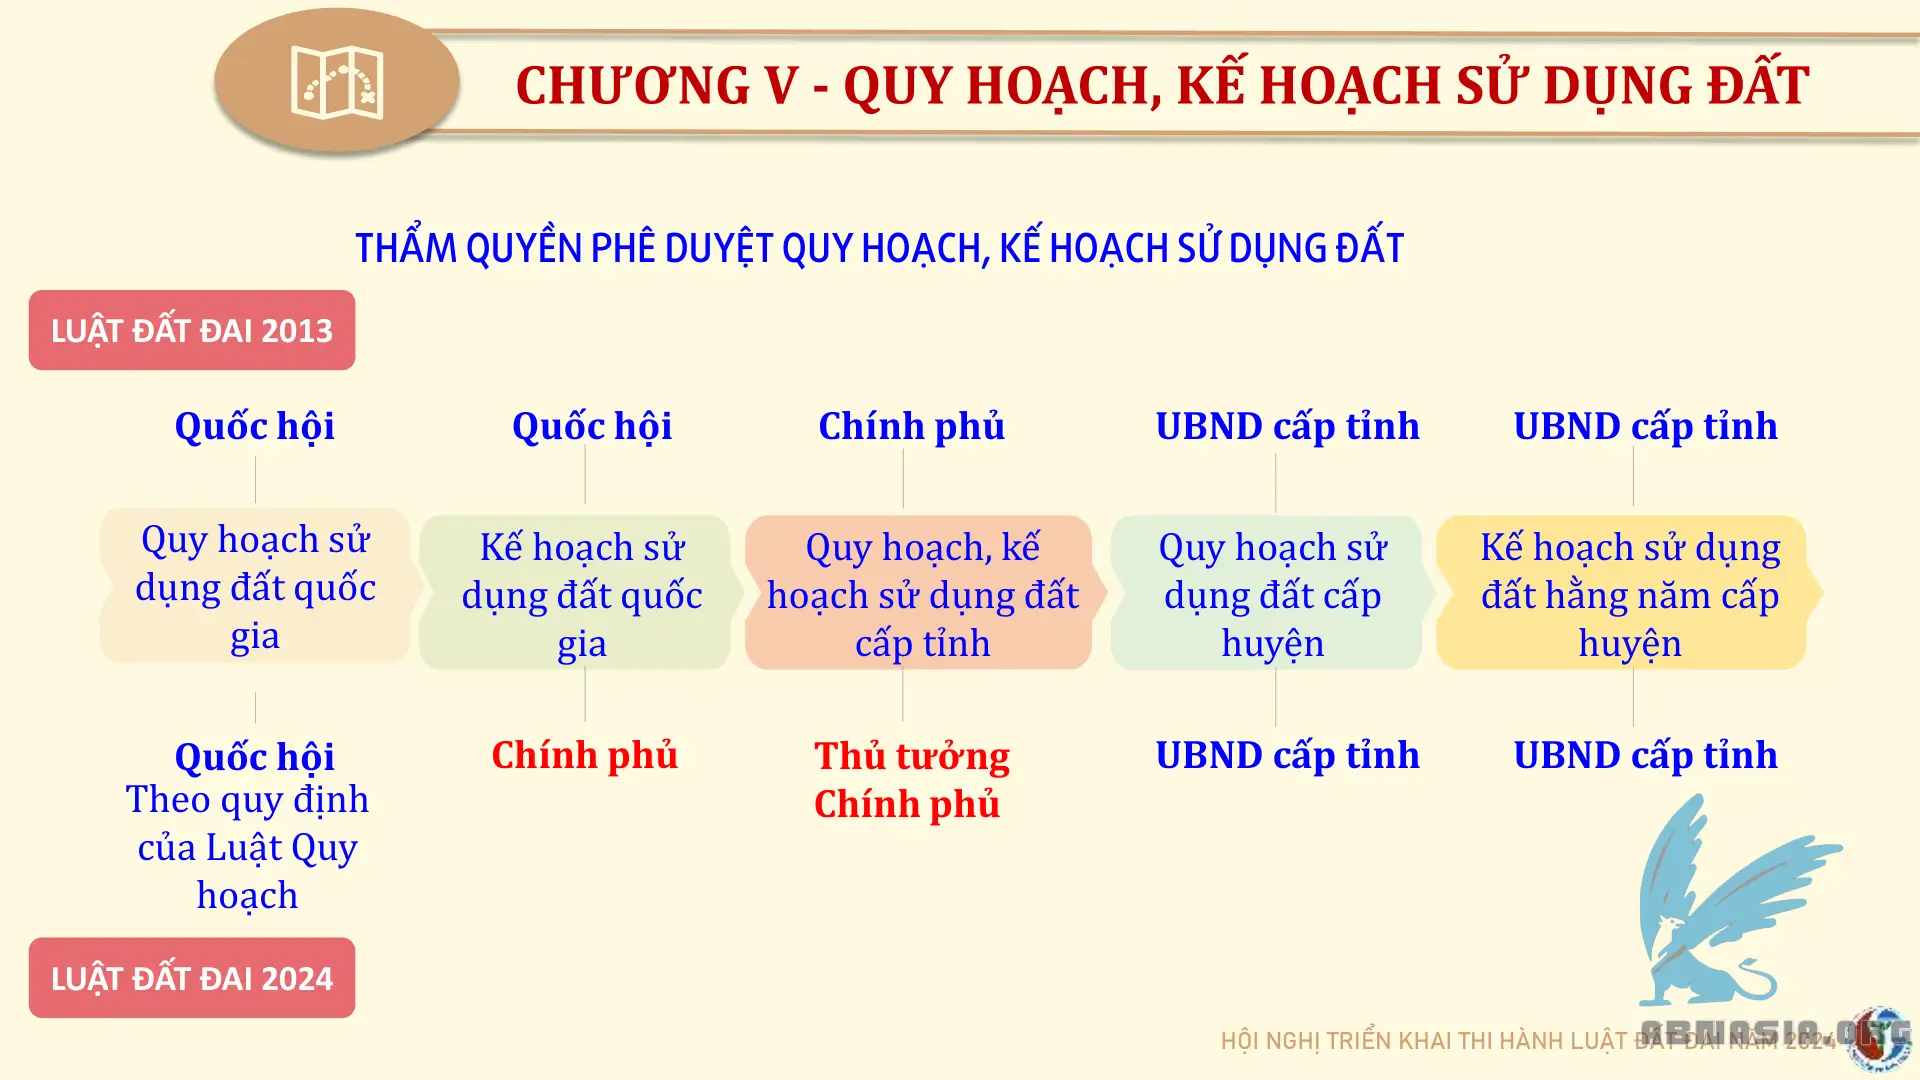 CHƯƠNG V - QUY HOẠCH, KẾ HOẠCH SỬ DỤNG ĐẤT
THẨM QUYỀN PHÊ DUYỆT QUY HOẠCH, KẾ HOẠCH SỬ DỤNG ĐẤT
LUẬT ĐẤT ĐAI 2013
Quốc hội
Quốc hội
Chính phủ
UBND cấp tỉnh
UBND cấp tỉnh
Quy hoạch sử
dụng đất quốc
gia
Kế hoạch sử
dụng đất quốc
gia
Quy hoạch, kế
hoạch sử dụng đất
cấp tỉnh
Quy hoạch sử
dụng đất cấp
huyện
Kế hoạch sử dụng
đất hằng năm cấp
huyện
Quốc hội
Theo quy định
của Luật Quy
hoạch
Chính phủ
Thủ tưởng
Chính phủ
UBND cấp tỉnh
UBND cấp tỉnh
LUẬT ĐẤT ĐAI 2024
HỘI NGHỊ TRIỂN KHAI THI HÀNH LUẬT ĐẤT ĐAI NĂM 2024
ABMASIA.ORG